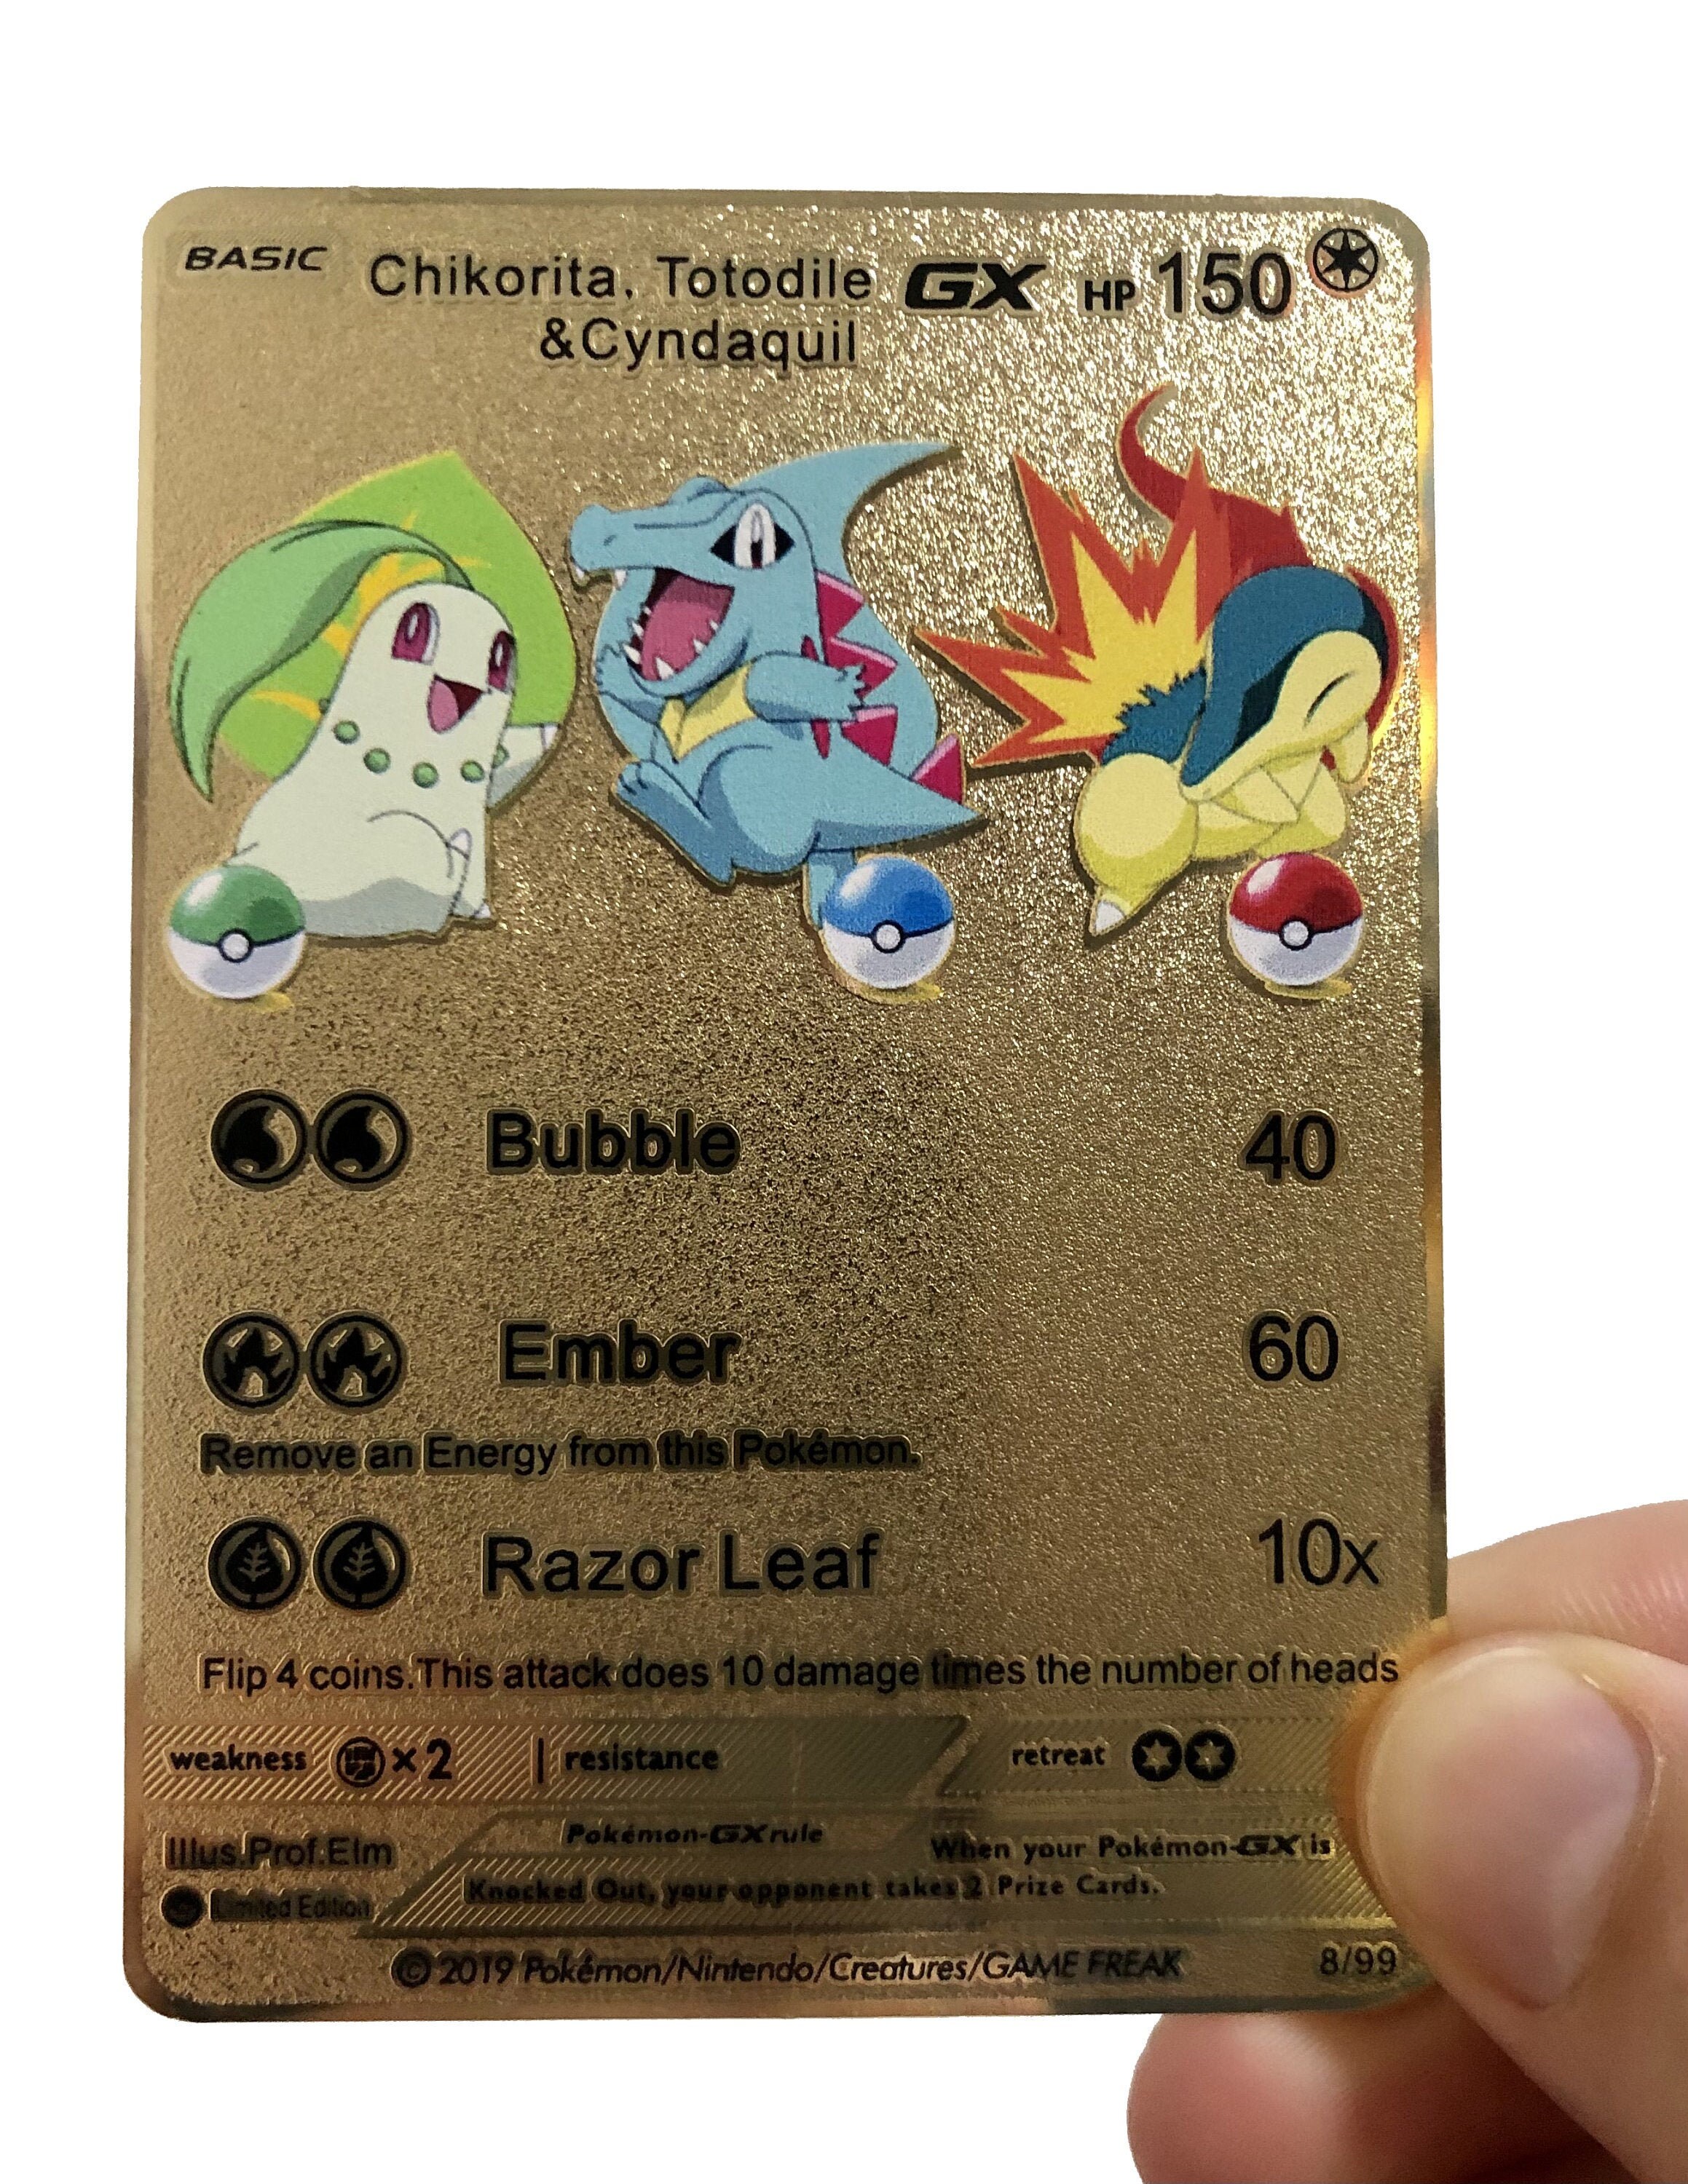 BASIC Chikorita, Totodile GX HP 150
&Cyndaquil
Bubble 40
Ember 60
Remove an Energy from this Pokémon.
Razor Leaf 10x
Flip 4 coins.This attack does 10 damage times the number of heads
weakness ×2 | resistance retreat
Illus.Prof.Elm
Pokémon-GX rule When your Pokémon-GX is
Knocked Out, your opponent takes 2 Prize Cards.
Limited Edition
© 2019 Pokémon/Nintendo/Creatures/GAME FREAK 8/99